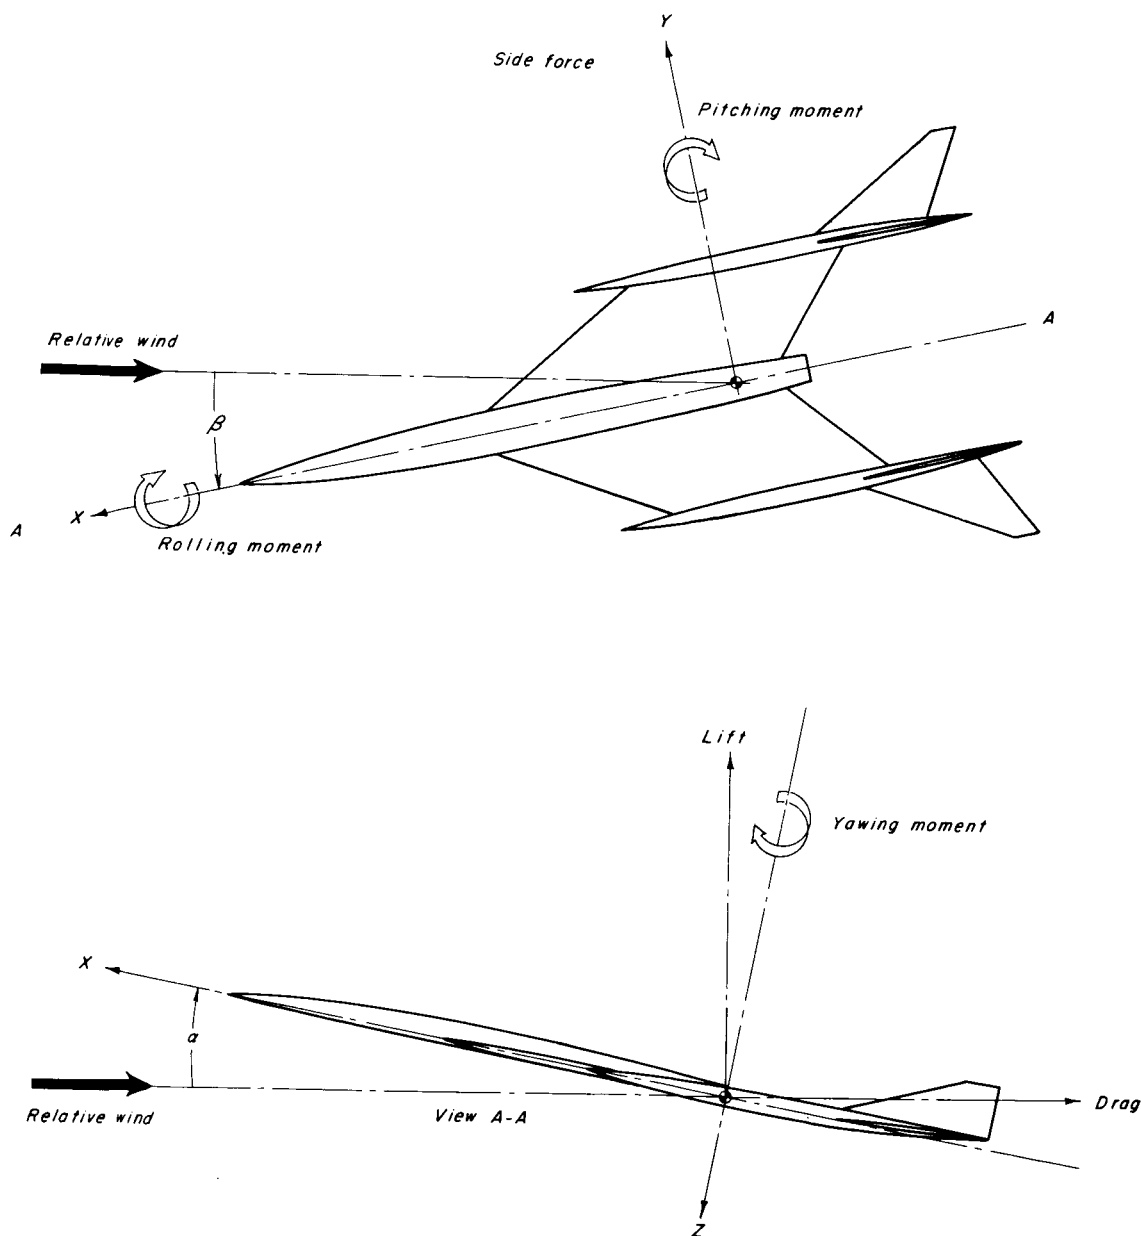 Y
Side force
Pitching moment
A
Relative wind
β
X
A
Rolling moment
Lift
Yawing moment
X
α
Relative wind
View A-A
Drag
Z